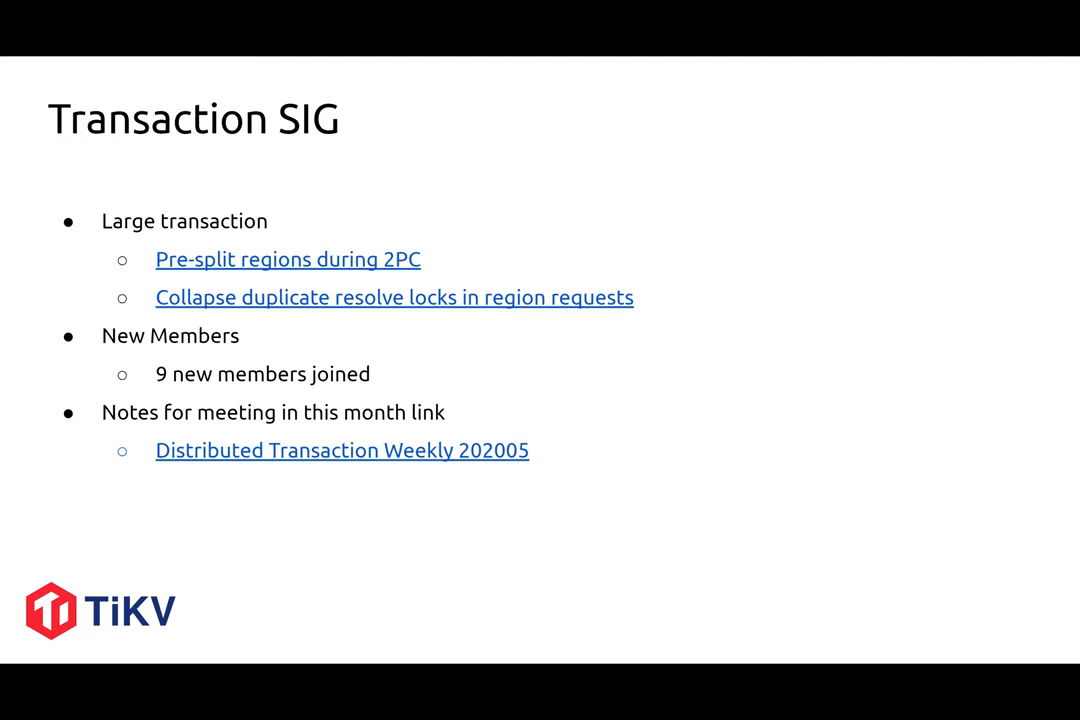 Transaction SIG
● Large transaction
○ Pre-split regions during 2PC
○ Collapse duplicate resolve locks in region requests
● New Members
○ 9 new members joined
● Notes for meeting in this month link
○ Distributed Transaction Weekly 202005
TiKV